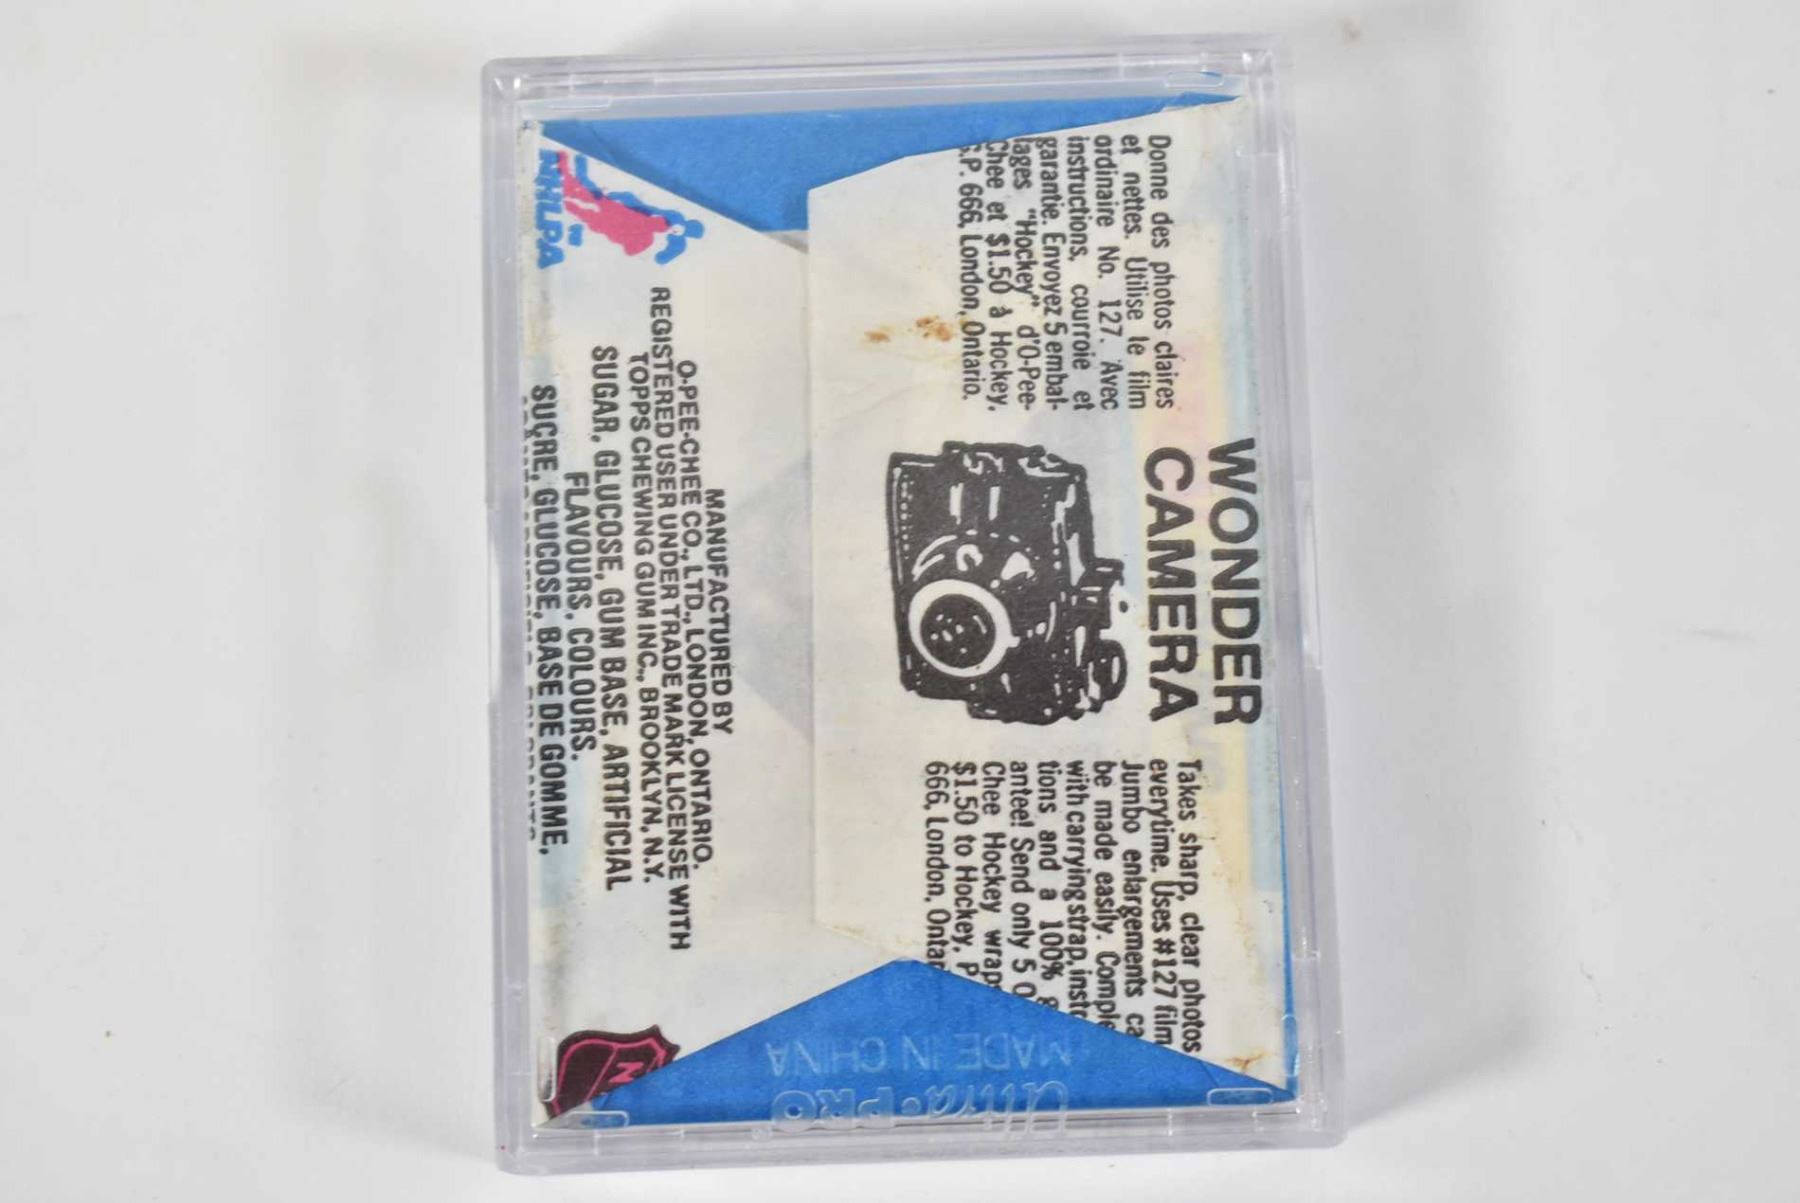 WONDER
CAMERA
Donne des photos claires
et nettes. Utilise le film
ordinaire No. 127. Avec
instructions, courroie et
garantie. Envoyez 5 embal-
lages "Hockey" d'O-Pee-
Chee et $1.50 à Hockey,
.P. 666, London, Ontario.
Takes sharp, clear photos
everytime. Uses #127 film
Jumbo enlargements ca
be made easily. Comple
with carrying strap, instr
tions and a 100% g
antee! Send only 5 O
Chee Hockey wrap
$1.50 to Hockey, P
666, London, Ontar
MANUFACTURED BY
O-PEE-CHEE CO., LTD., LONDON, ONTARIO.
REGISTERED USER UNDER TRADE MARK LICENSE WITH
TOPPS CHEWING GUM INC., BROOKLYN, N.Y.
SUGAR, GLUCOSE, GUM BASE, ARTIFICIAL
FLAVOURS, COLOURS.
SUCRE, GLUCOSE, BASE DE GOMME,
NHLPA
TM
N
MADE IN CHINA
Ultra•PRO®